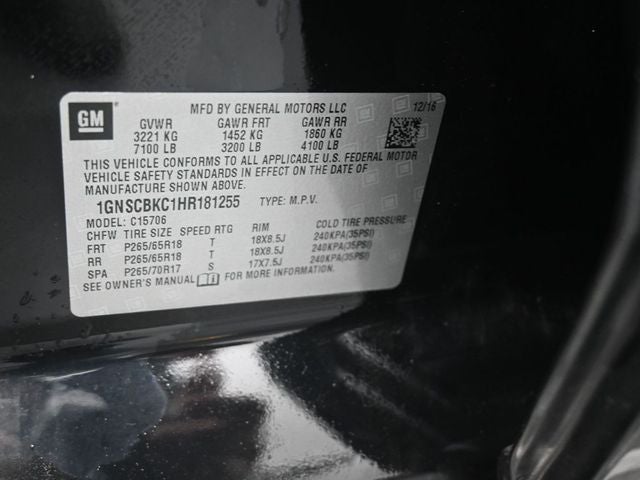 GM
MFD BY GENERAL MOTORS LLC 12/16
GVWR GAWR FRT GAWR RR
3221 KG 1452 KG 1860 KG
7100 LB 3200 LB 4100 LB
THIS VEHICLE CONFORMS TO ALL APPLICABLE U.S. FEDERAL MOTOR
VEHICLE SAFETY STANDARDS IN EFFECT ON THE DATE OF
MANUFACTURE SHOWN ABOVE.
1GNSCBKC1HR181255 TYPE: M.P.V.
MODEL: C15706
CHFW TIRE SIZE SPEED RTG RIM COLD TIRE PRESSURE
FRT P265/65R18 T 18X8.5J 240KPA(35PSI)
RR P265/65R18 T 18X8.5J 240KPA(35PSI)
SPA P265/70R17 S 17X7.5J 240KPA(35PSI)
SEE OWNER'S MANUAL FOR MORE INFORMATION.